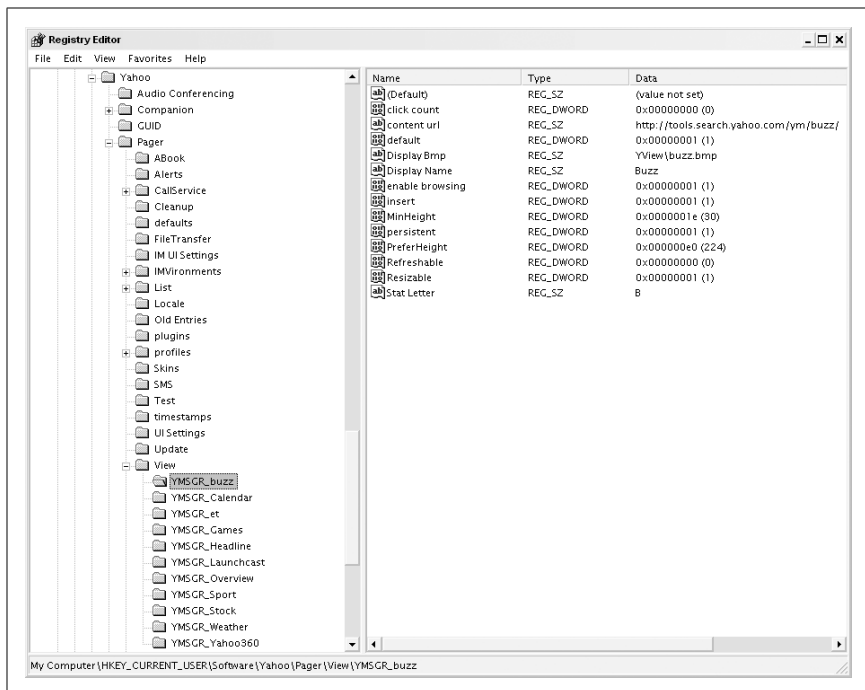 Registry Editor
File Edit View Favorites Help
Yahoo
Audio Conferencing
Companion
GUID
Pager
ABook
Alerts
CallService
Cleanup
defaults
FileTransfer
IM UI Settings
IMVironments
List
Locale
Old Entries
plugins
profiles
Skins
SMS
Test
timestamps
UI Settings
Update
View
YMSGR_buzz
YMSGR_Calendar
YMSGR_et
YMSGR_Games
YMSGR_Headline
YMSGR_Launchcast
YMSGR_Overview
YMSGR_Sport
YMSGR_Stock
YMSGR_Weather
YMSGR_Yahoo360
Name Type Data
(Default) REG_SZ (value not set)
click count REG_DWORD 0x00000000 (0)
content url REG_SZ http://tools.search.yahoo.com/ym/buzz/
default REG_DWORD 0x00000001 (1)
Display Bmp REG_SZ YView\buzz.bmp
Display Name REG_SZ Buzz
enable browsing REG_DWORD 0x00000001 (1)
insert REG_DWORD 0x00000001 (1)
MinHeight REG_DWORD 0x0000001e (30)
persistent REG_DWORD 0x00000001 (1)
PreferHeight REG_DWORD 0x000000e0 (224)
Refreshable REG_DWORD 0x00000000 (0)
Resizable REG_DWORD 0x00000001 (1)
Stat Letter REG_SZ B
My Computer\HKEY_CURRENT_USER\Software\Yahoo\Pager\View\YMSGR_buzz